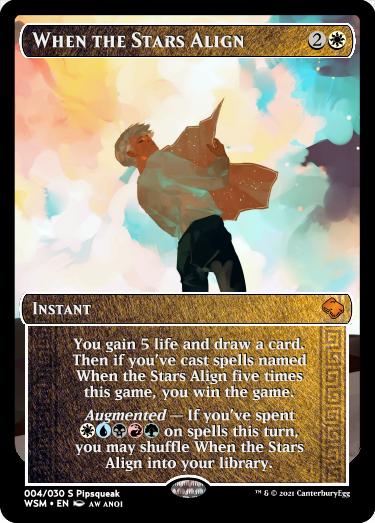 When the Stars Align 2
Instant
You gain 5 life and draw a card.
Then if you've cast spells named
When the Stars Align five times
this game, you win the game.
Augmented — If you've spent
on spells this turn,
you may shuffle When the Stars
Align into your library.
004/030 S Pipsqueak
WSM • EN AW ANOI
™ & © 2021 CanterburyEgg